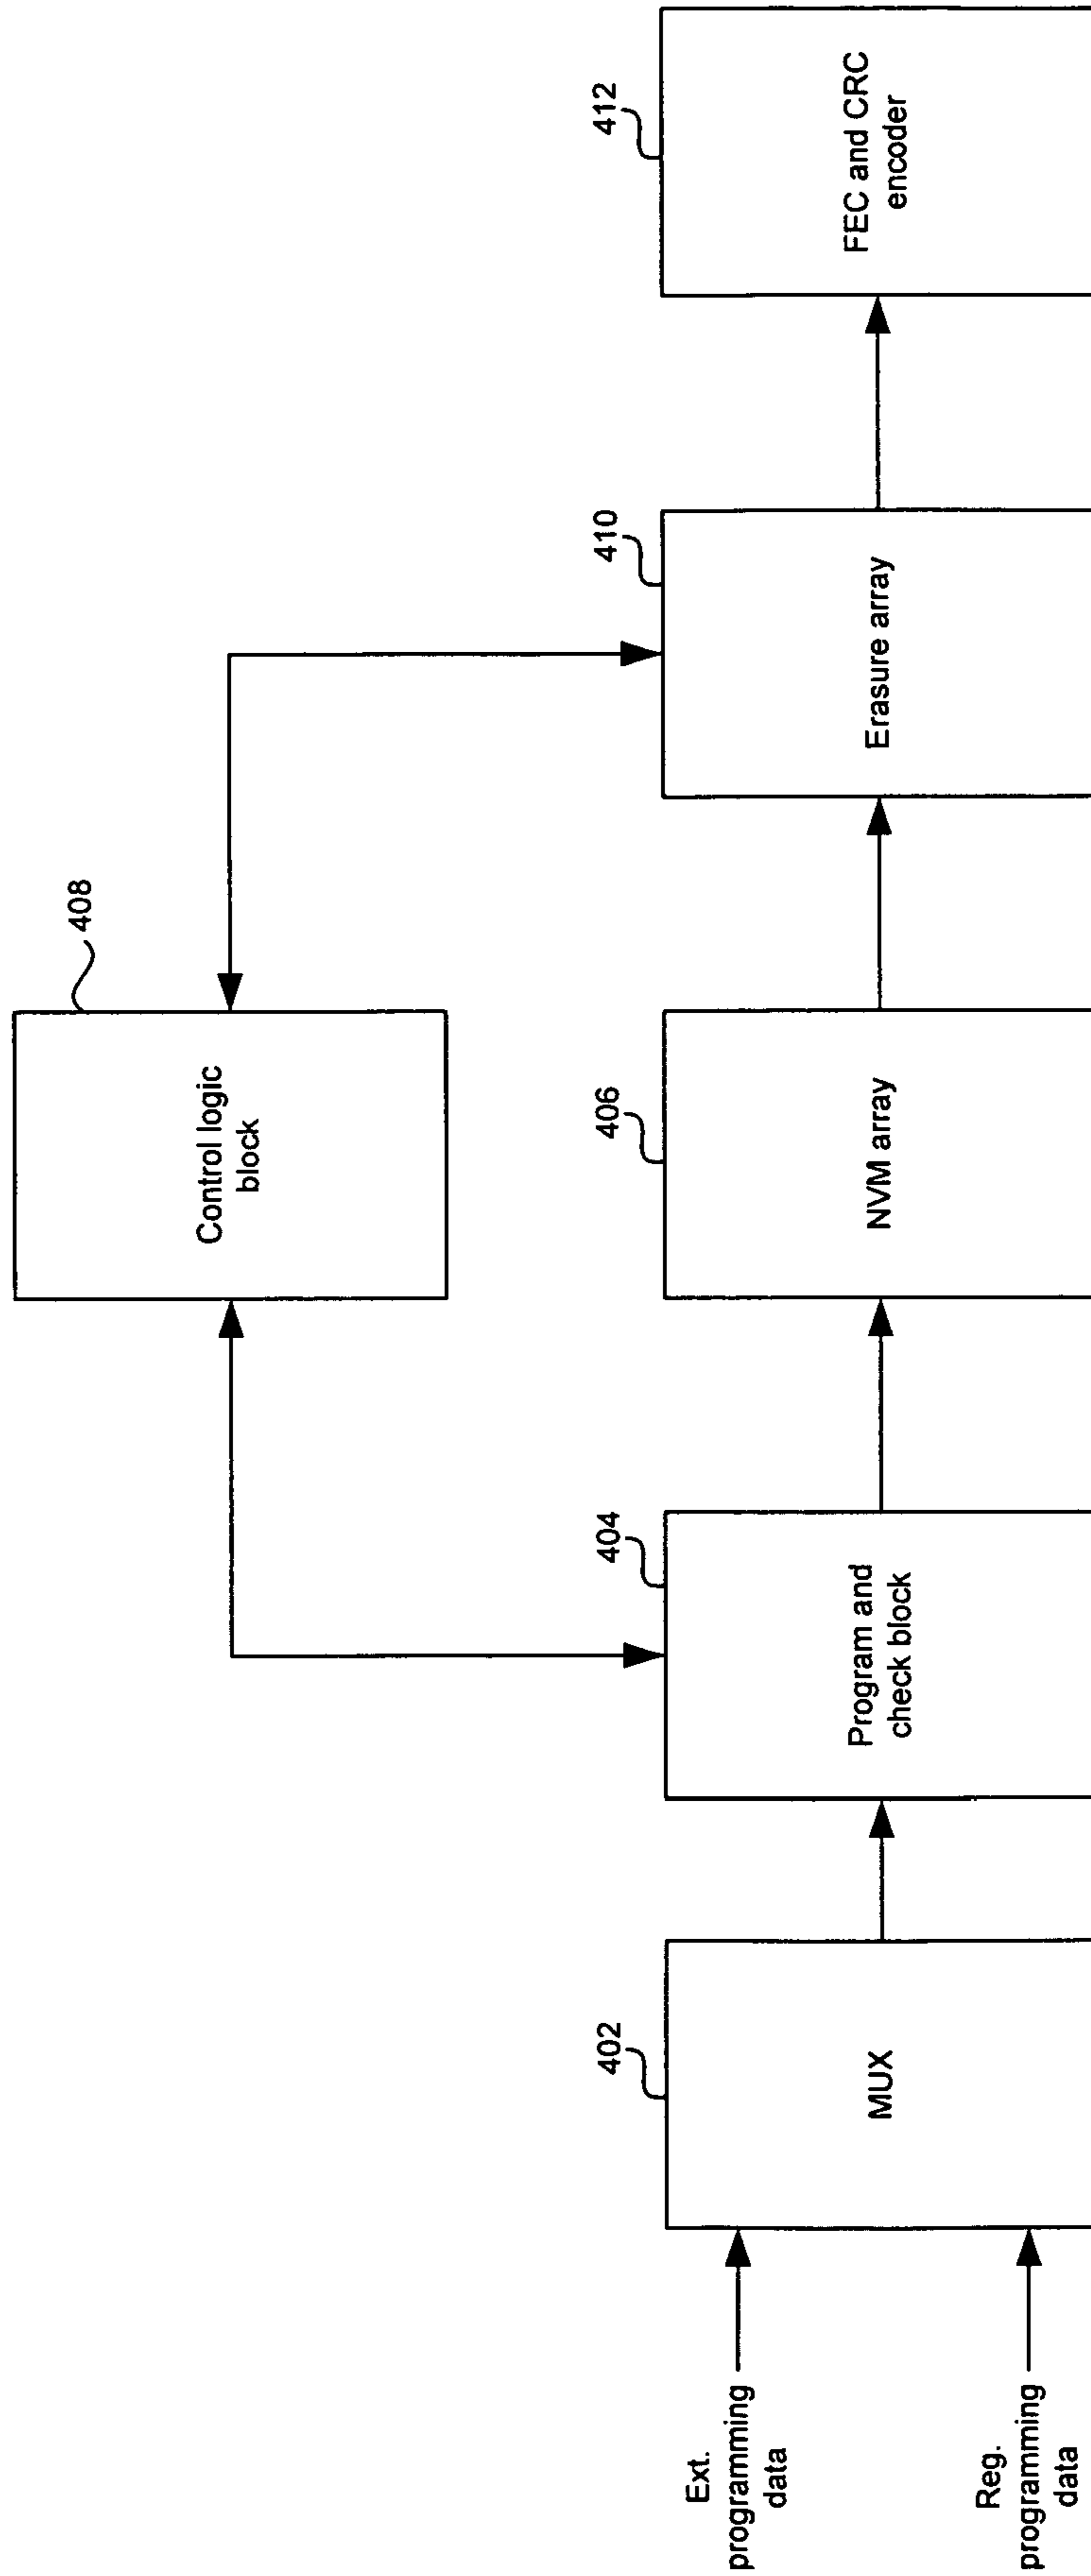 408
Control logic
block
402
404
406
410
412
Ext.
programming
data
Reg.
programming
data
MUX
Program and
check block
NVM array
Erasure array
FEC and CRC
encoder